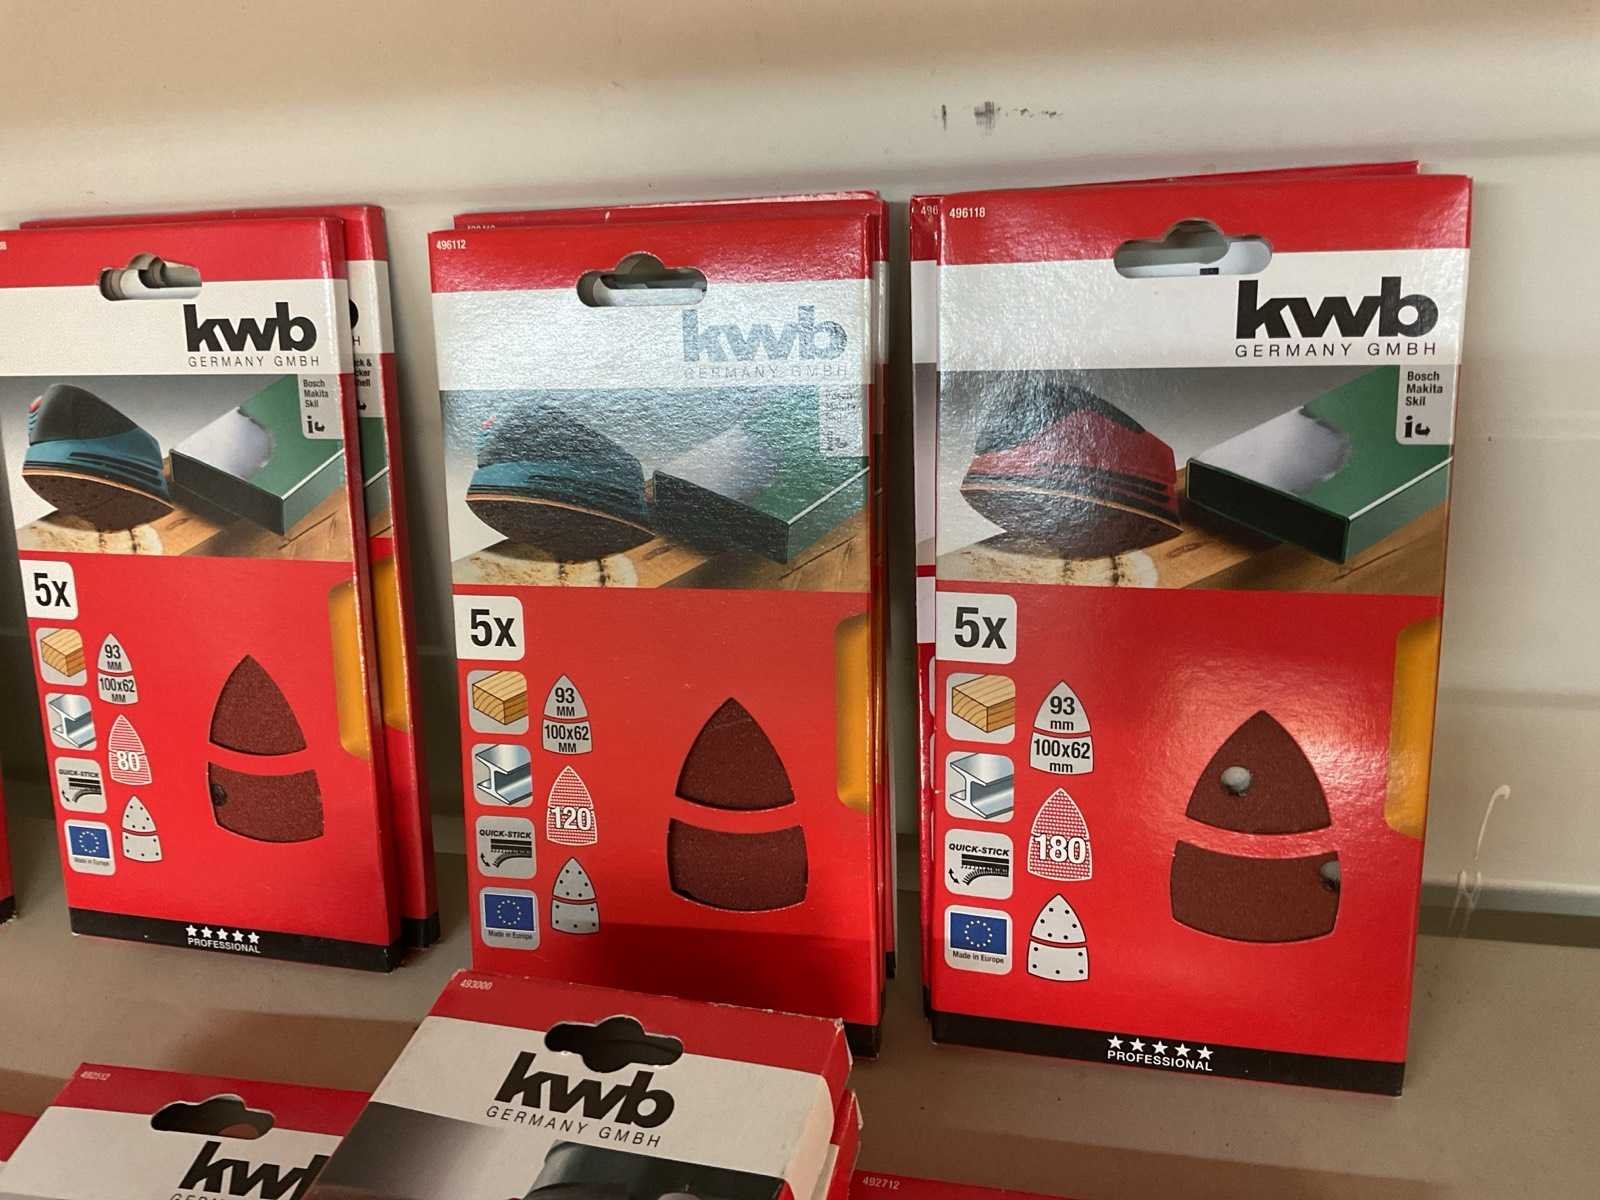 kwb
GERMANY GMBH
Bosch
Makita
Skil
5x
93
MM
100x62
MM
80
QUICK-STICK
Made in Europe
PROFESSIONAL
496112
kwb
GERMANY GMBH
5x
93
MM
100x62
MM
120
QUICK-STICK
Made in Europe
496
496118
kwb
GERMANY GMBH
Bosch
Makita
Skil
5x
93
mm
100x62
mm
180
QUICK-STICK
Made in Europe
PROFESSIONAL
493000
kwb
GERMANY GMBH
492512
kwb
492712